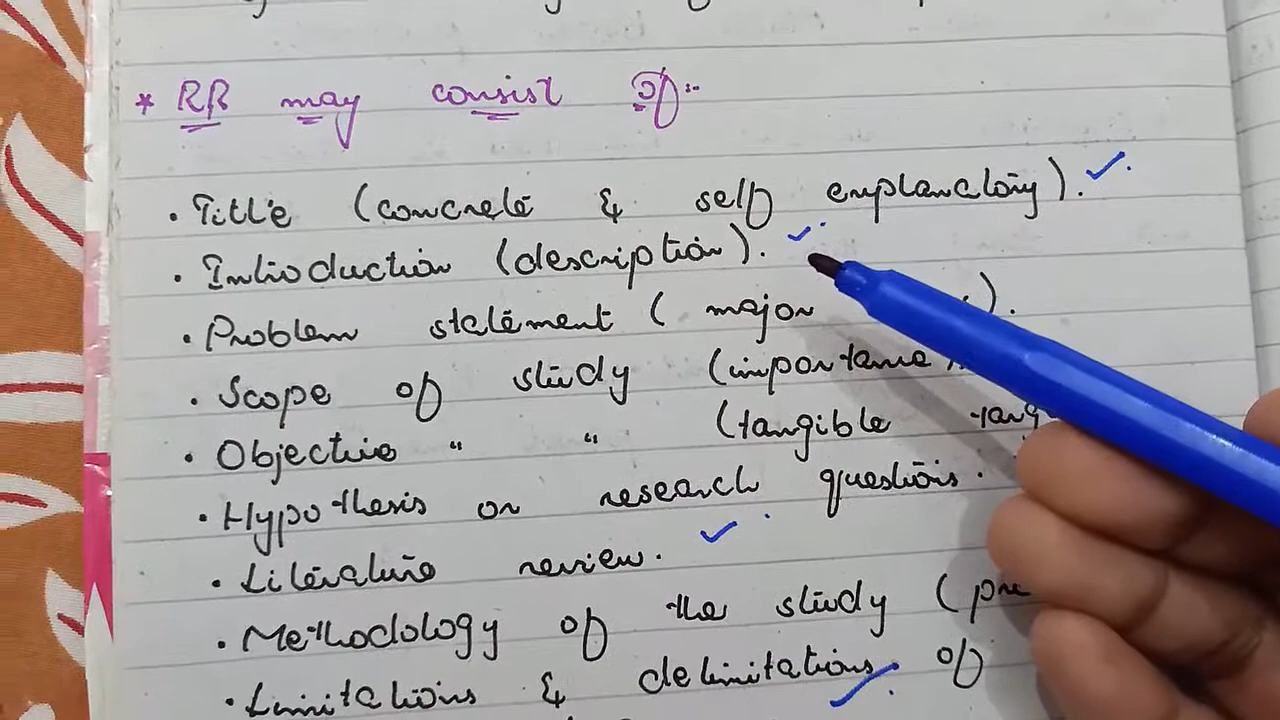 * RR may consist of:-
• Title (concrete & self explanatory).
• Introduction (description).
• Problem statement ( major ).
• Scope of study (importance
• Objective " " (tangible
• Hypothesis or research questions.
• Literature review.
• Methodology of the study (
• Limitations & delimitations of